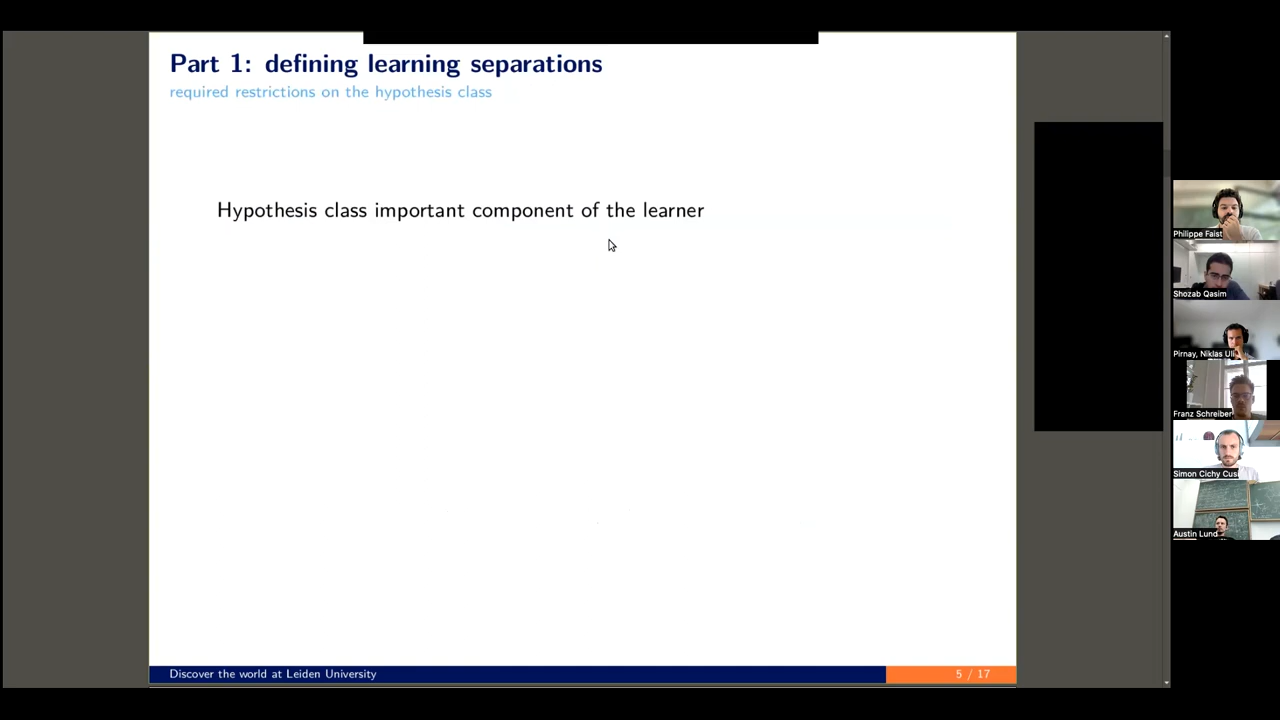 Part 1: defining learning separations
required restrictions on the hypothesis class
Hypothesis class important component of the learner
Discover the world at Leiden University
5 / 17
Philippe Faist
Shozab Qasim
Pirnay, Niklas Uli
Franz Schreiber
Simon Cichy Cus
Austin Lund